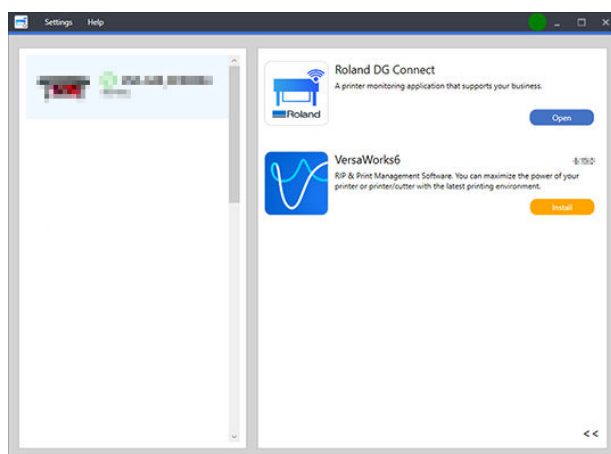 Settings Help
Roland DG Connect
A printer monitoring application that supports your business.
Open
Roland
VersaWorks6
RIP & Print Management Software. You can maximize the power of your
printer or printer/cutter with the latest printing environment.
Install
<<